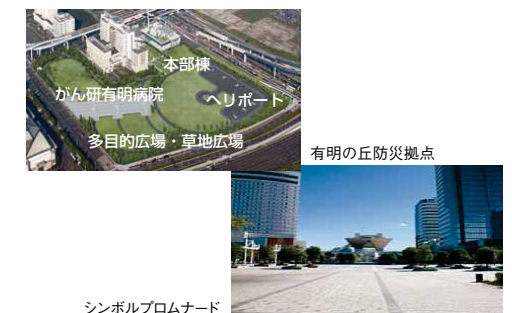 本部棟
がん研有明病院
ヘリポート
多目的広場・草地広場
有明の丘防災拠点
シンボルプロムナード